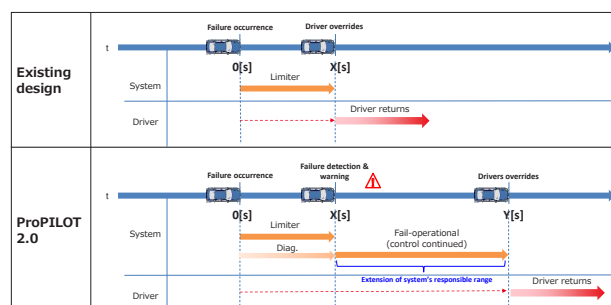 Existing
design
Failure occurrence
Driver overrides
t
0[s]
X[s]
System
Limiter
Driver
Driver returns
ProPILOT
2.0
Failure occurrence
Failure detection &
warning
Drivers overrides
t
0[s]
X[s]
Y[s]
System
Limiter
Diag.
Fail-operational
(control continued)
Extension of system's responsible range
Driver
Driver returns